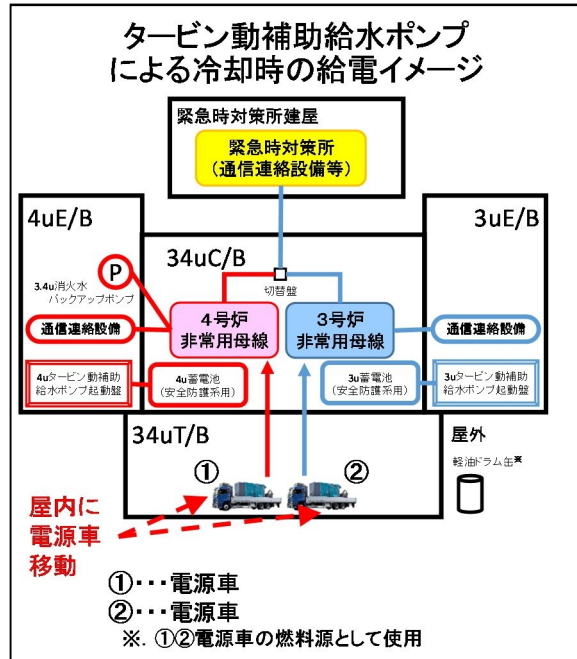 タービン動補助給水ポンプ
による冷却時の給電イメージ
緊急時対策所建屋
緊急時対策所
(通信連絡設備等)
4uE/B
3uE/B
34uC/B
P
3.4u消火水
バックアップポンプ
切替盤
4号炉
非常用母線
3号炉
非常用母線
通信連絡設備
通信連絡設備
4uタービン動補助
給水ポンプ起動盤
4u蓄電池
(安全防護系用)
3u蓄電池
(安全防護系用)
3uタービン動補助
給水ポンプ起動盤
34uT/B
屋外
① ②
軽油ドラム缶※
屋内に
電源車
移動
①・・・電源車
②・・・電源車
※. ①②電源車の燃料源として使用